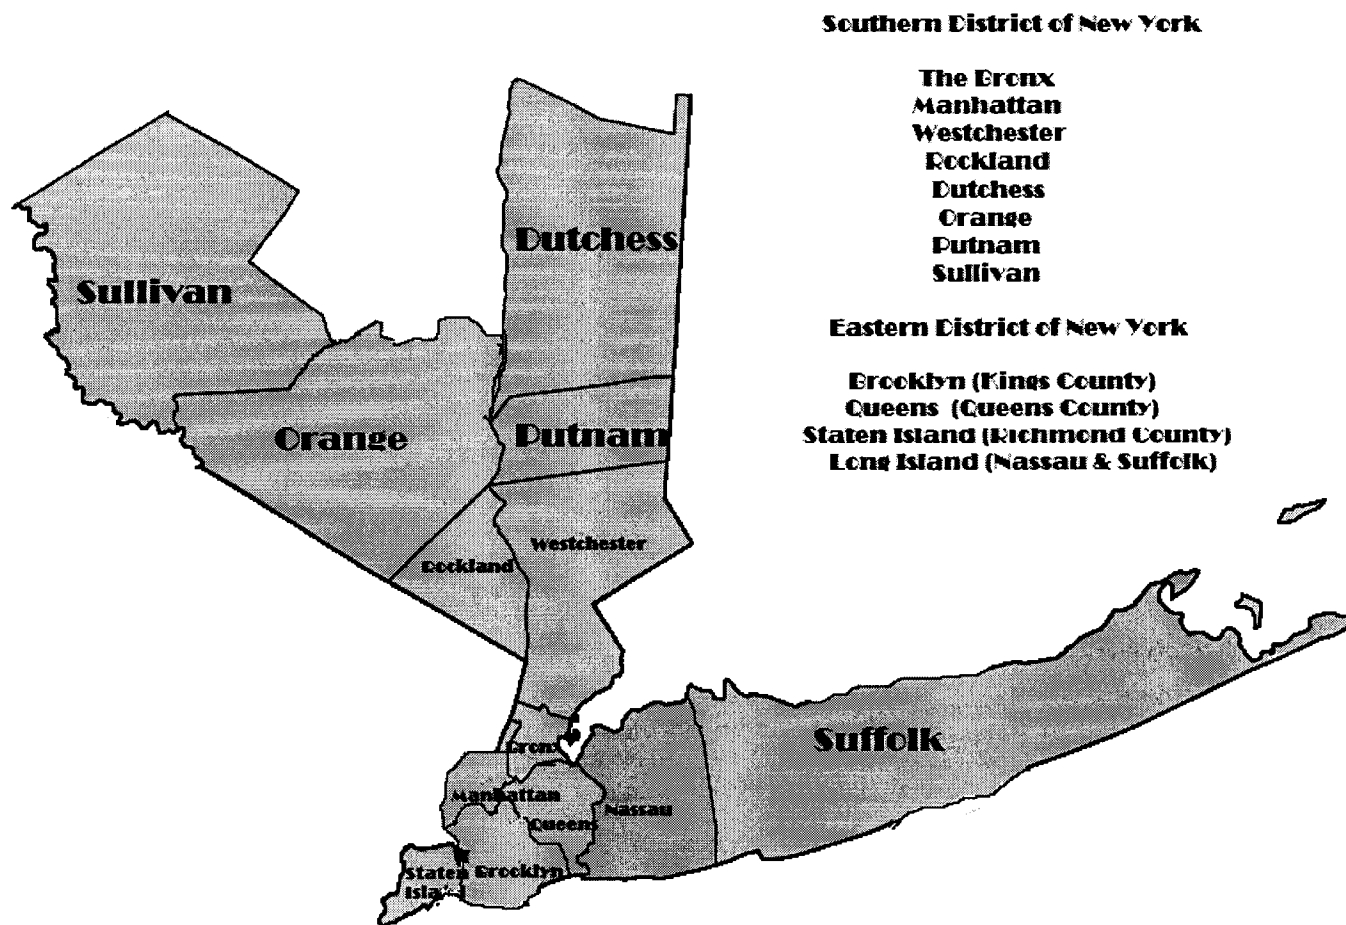 Southern District of New York
The Bronx
Manhattan
Westchester
Rockland
Dutchess
Orange
Putnam
Sullivan
Eastern District of New York
Brooklyn (Kings County)
Queens (Queens County)
Staten Island (Richmond County)
Long Island (Nassau & Suffolk)
Dutchess
Sullivan
Orange
Putnam
Westchester
Rockland
Suffolk
Bronx
Manhattan
Nassau
Queens
Staten
Island
Brooklyn